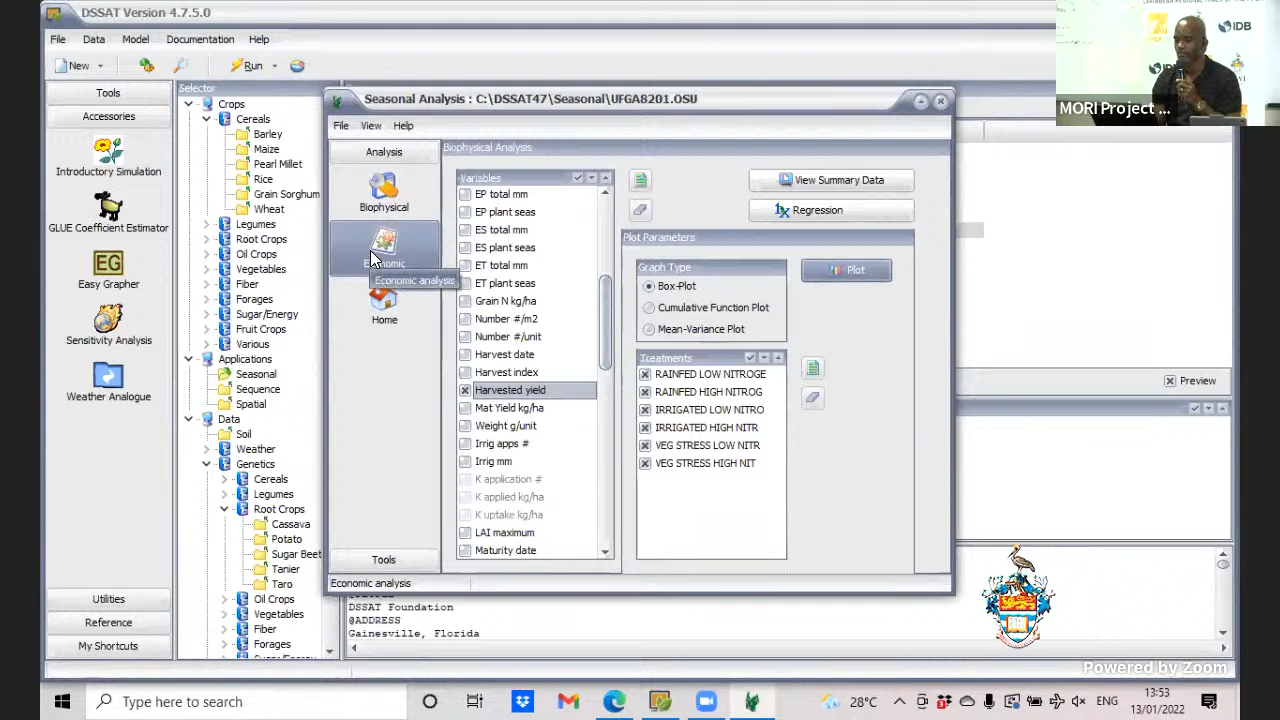 DSSAT Version 4.7.5.0
File Data Model Documentation Help
New Run
Tools
Accessories
Introductory Simulation
GLUE Coefficient Estimator
EG
Easy Grapher
Sensitivity Analysis
Weather Analogue
Utilities
Reference
My Shortcuts
Selector
Crops
Cereals
Barley
Maize
Pearl Millet
Rice
Grain Sorghum
Wheat
Legumes
Root Crops
Oil Crops
Vegetables
Fiber
Forages
Sugar/Energy
Fruit Crops
Various
Applications
Seasonal
Sequence
Spatial
Data
Soil
Weather
Genetics
Cereals
Legumes
Root Crops
Cassava
Potato
Sugar Beet
Tanier
Taro
Oil Crops
Vegetables
Fiber
Forages
Seasonal Analysis : C:\DSSAT47\Seasonal\UFGA8201.OSU
File View Help
Analysis
Biophysical
Economic
Economic analysis
Home
Tools
Economic analysis
Biophysical Analysis
Variables
EP total mm
EP plant seas
ES total mm
ES plant seas
ET total mm
ET plant seas
Grain N kg/ha
Number #/m2
Number #/unit
Harvest date
Harvest index
Harvested yield
Mat Yield kg/ha
Weight g/unit
Irrig apps #
Irrig mm
K application #
K applied kg/ha
K uptake kg/ha
LAI maximum
Maturity date
View Summary Data
Regression
Plot Parameters
Graph Type
Box-Plot
Cumulative Function Plot
Mean-Variance Plot
Plot
Treatments
RAINFED LOW NITROGE
RAINFED HIGH NITROG
IRRIGATED LOW NITRO
IRRIGATED HIGH NITR
VEG STRESS LOW NITR
VEG STRESS HIGH NIT
Preview
DSSAT Foundation
@ADDRESS
Gainesville, Florida
IDB
MORI Project ...
Powered by Zoom
Type here to search
28°C
ENG
13:53
13/01/2022